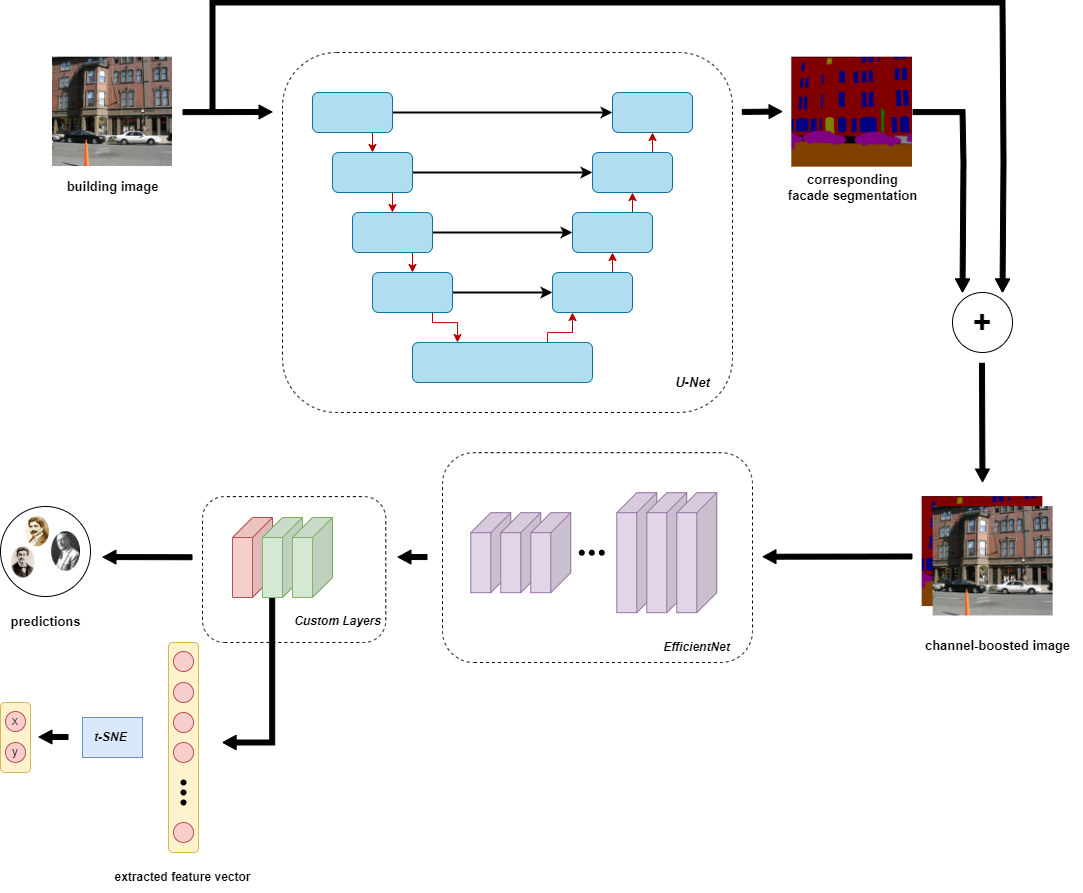 building image
corresponding
facade segmentation
U-Net
+
channel-boosted image
EfficientNet
Custom Layers
predictions
t-SNE
x
y
extracted feature vector